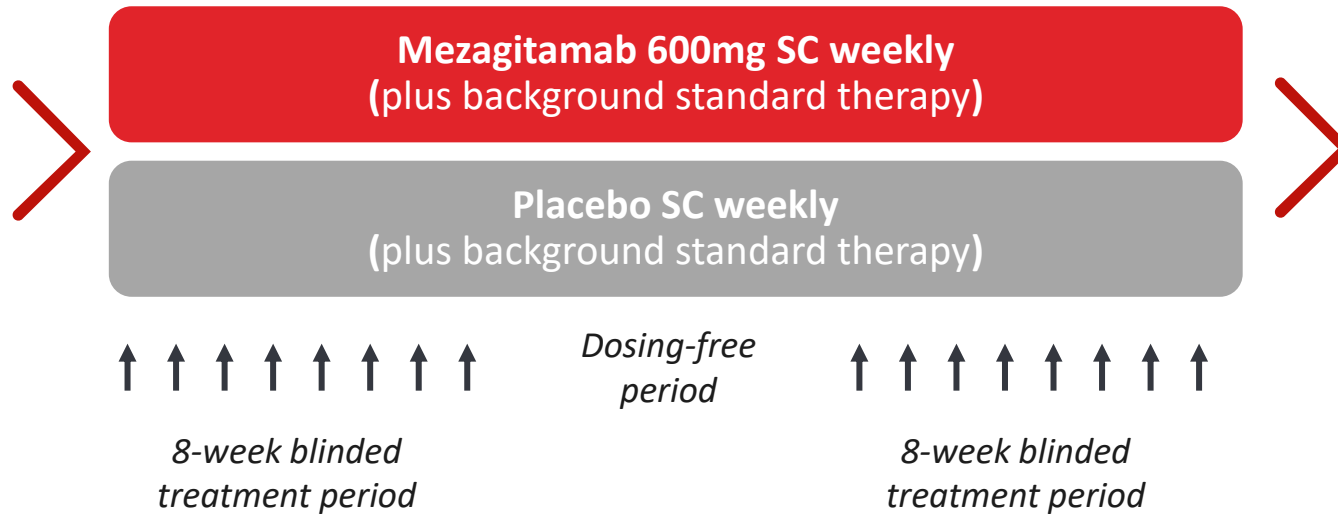 Mezagitamab 600mg SC weekly
(plus background standard therapy)
Placebo SC weekly
(plus background standard therapy)
Dosing-free
period
8-week blinded
treatment period
8-week blinded
treatment period